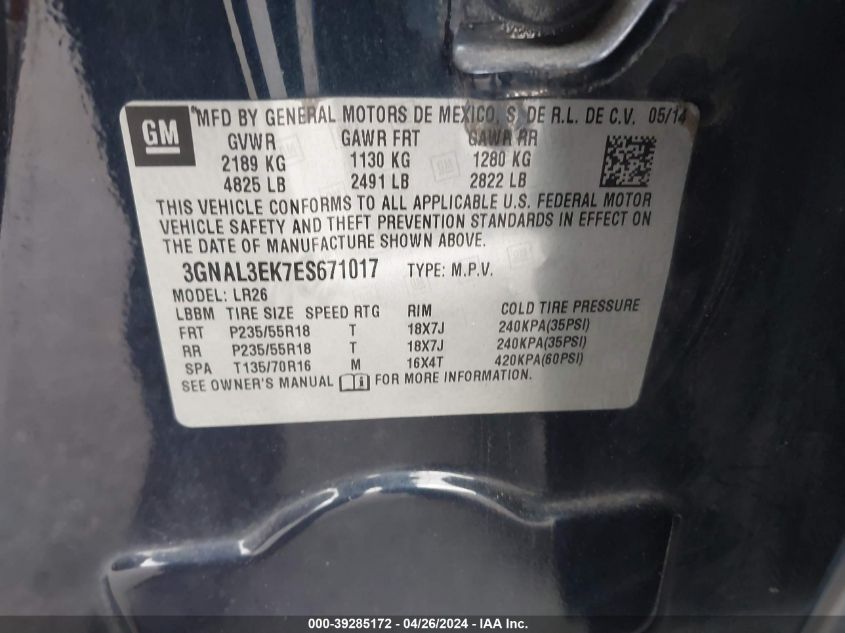 GM
MFD BY GENERAL MOTORS DE MEXICO, S. DE R.L. DE C.V. 05/14
GVWR GAWR FRT GAWR RR
2189 KG 1130 KG 1280 KG
4825 LB 2491 LB 2822 LB
THIS VEHICLE CONFORMS TO ALL APPLICABLE U.S. FEDERAL MOTOR
VEHICLE SAFETY AND THEFT PREVENTION STANDARDS IN EFFECT ON
THE DATE OF MANUFACTURE SHOWN ABOVE.
3GNAL3EK7ES671017 TYPE: M.P.V.
MODEL: LR26
LBBM TIRE SIZE SPEED RTG RIM COLD TIRE PRESSURE
FRT P235/55R18 T 18X7J 240KPA(35PSI)
RR P235/55R18 T 18X7J 240KPA(35PSI)
SPA T135/70R16 M 16X4T 420KPA(60PSI)
SEE OWNER'S MANUAL FOR MORE INFORMATION.
000-39285172 - 04/26/2024 - IAA Inc.